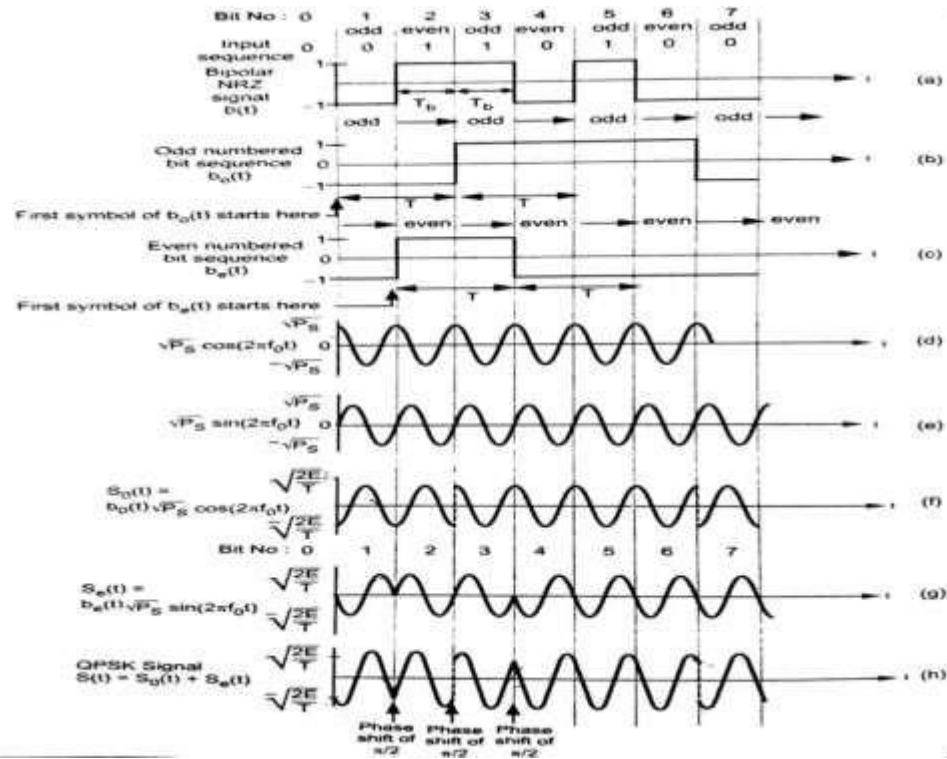 Bit No : 0 1 2 3 4 5 6 7
odd even odd even odd even odd
Input sequence 0 0 1 1 0 1 0 0
Bipolar NRZ signal b(t)
1
-1
T_b T_b
t (a)
odd odd odd odd
Odd numbered bit sequence b_o(t)
1
0
-1
t (b)
T T
First symbol of b_o(t) starts here
even even even even
Even numbered bit sequence b_e(t)
1
0
-1
t (c)
T T
First symbol of b_e(t) starts here
√P_S
√P_S cos(2πf_0t) 0
-√P_S
t (d)
√P_S
√P_S sin(2πf_0t) 0
-√P_S
t (e)
√2E/T
S_0(t) =
b_0(t)√P_S cos(2πf_0t)
-√2E/T
t (f)
Bit No : 0 1 2 3 4 5 6 7
√2E/T
S_e(t) =
b_e(t)√P_S sin(2πf_0t)
-√2E/T
t (g)
√2E/T
QPSK Signal
S(t) = S_0(t) + S_e(t)
-√2E/T
t (h)
Phase shift of π/2
Phase shift of π/2
Phase shift of π/2